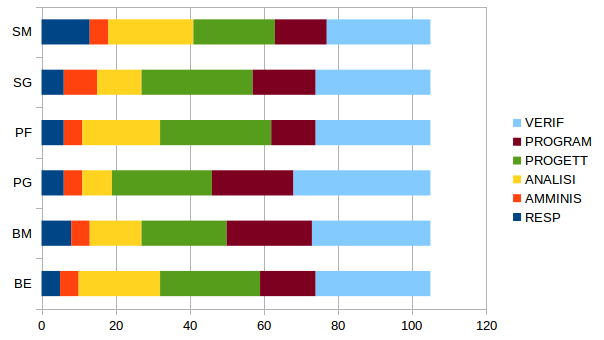 SM
SG
PF
PG
BM
BE
0 20 40 60 80 100 120
VERIF
PROGRAM
PROGETT
ANALISI
AMMINIS
RESP